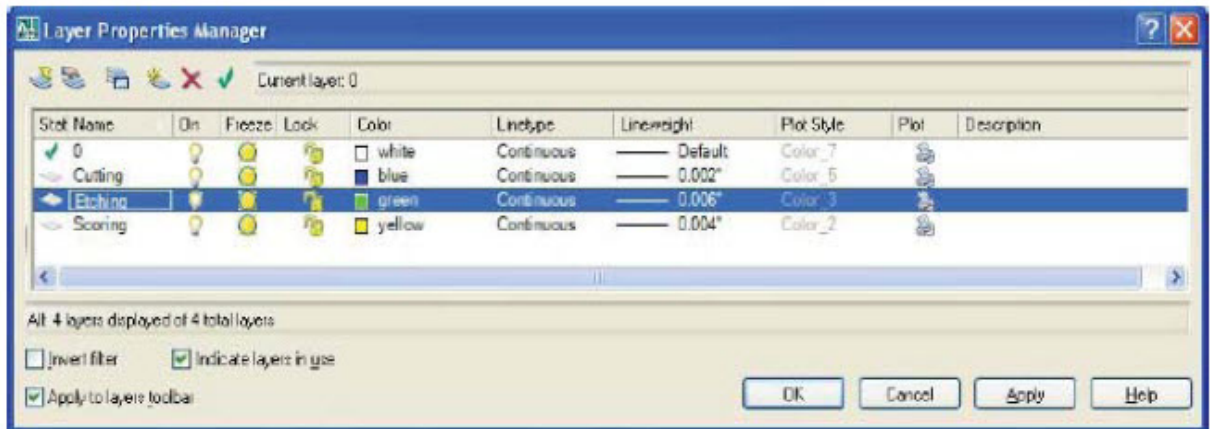 Layer Properties Manager
Current layer: 0
Stat Name On Freeze Lock Color Linetype Lineweight Plot Style Plot Description
0 white Continuous Default Color_7
Cutting blue Continuous 0.002" Color_5
Etching green Continuous 0.006" Color_3
Scoring yellow Continuous 0.004" Color_2
All: 4 layers displayed of 4 total layers
Invert filter Indicate layers in use
Apply to layers toolbar OK Cancel Apply Help